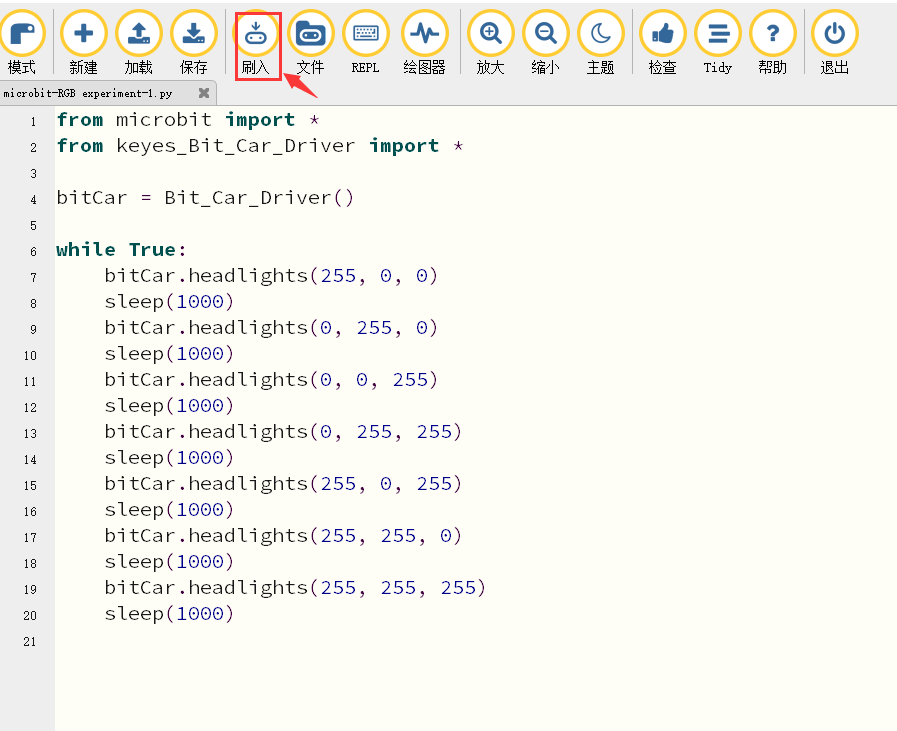 模式 新建 加载 保存 刷入 文件 REPL 绘图器 放大 缩小 主题 检查 Tidy 帮助 退出
microbit-RGB experiment-1.py
1 from microbit import *
2 from keyes_Bit_Car_Driver import *
3
4 bitCar = Bit_Car_Driver()
5
6 while True:
7     bitCar.headlights(255, 0, 0)
8     sleep(1000)
9     bitCar.headlights(0, 255, 0)
10     sleep(1000)
11     bitCar.headlights(0, 0, 255)
12     sleep(1000)
13     bitCar.headlights(0, 255, 255)
14     sleep(1000)
15     bitCar.headlights(255, 0, 255)
16     sleep(1000)
17     bitCar.headlights(255, 255, 0)
18     sleep(1000)
19     bitCar.headlights(255, 255, 255)
20     sleep(1000)
21